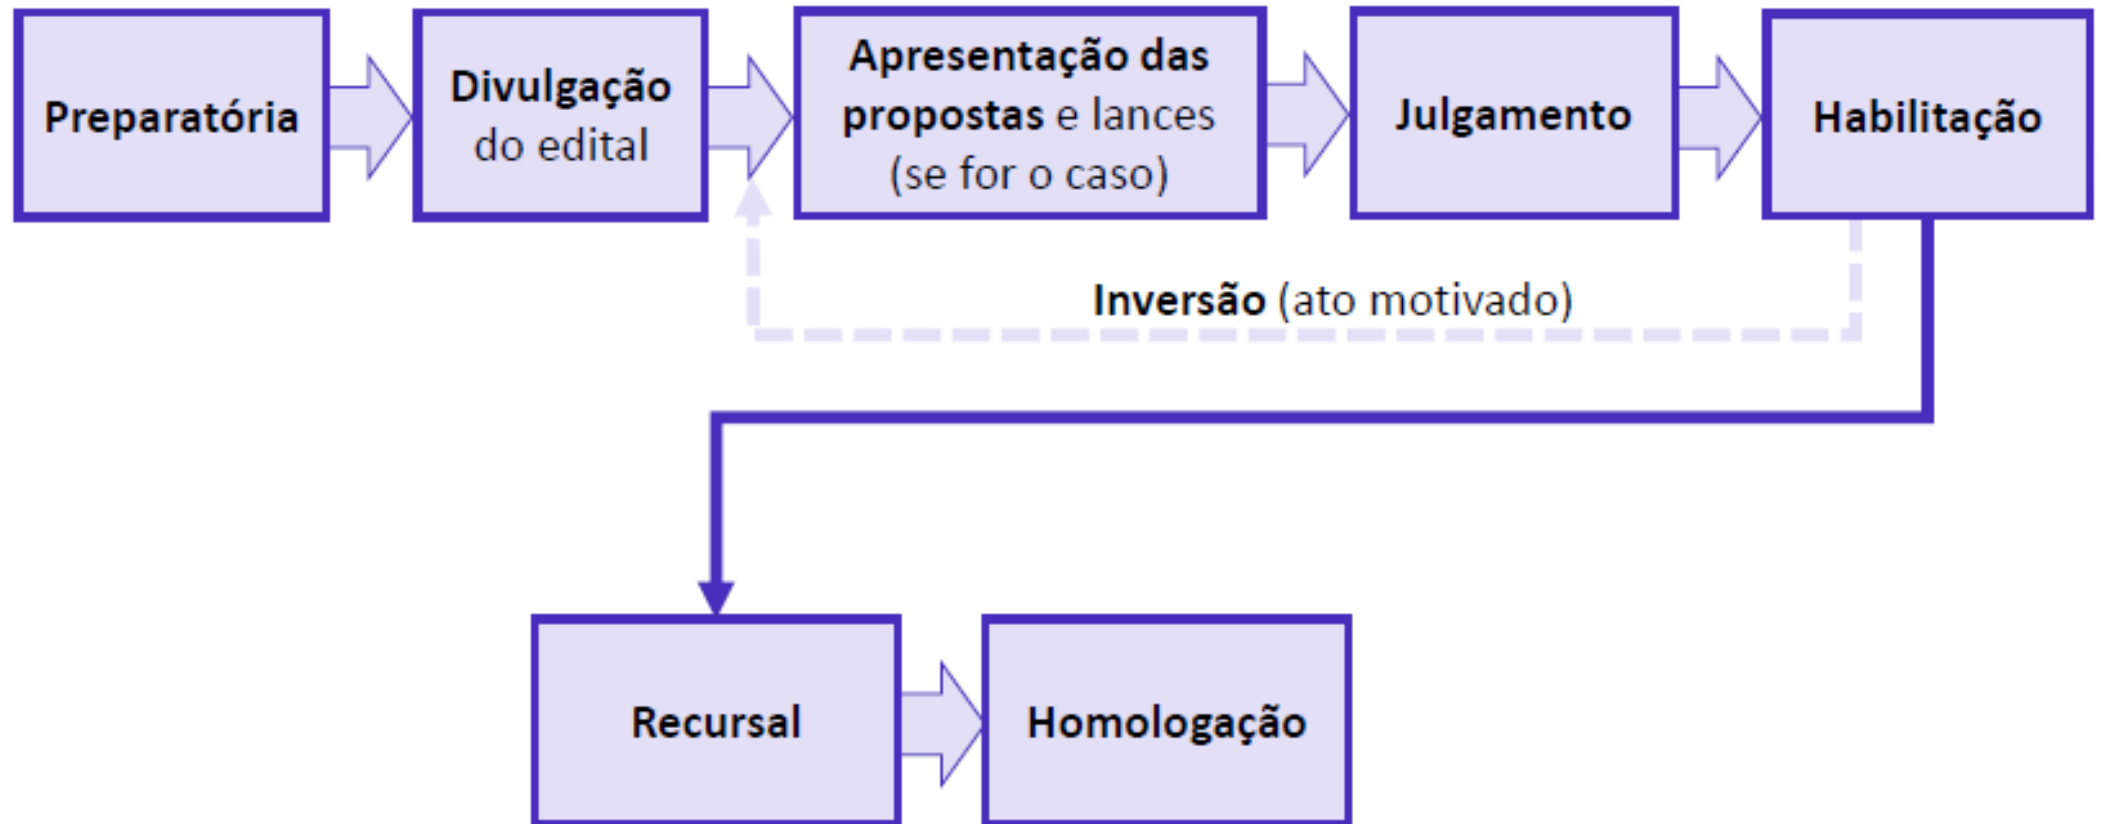 Preparatória
Divulgação
do edital
Apresentação das
propostas e lances
(se for o caso)
Julgamento
Habilitação
Inversão (ato motivado)
Recursal
Homologação